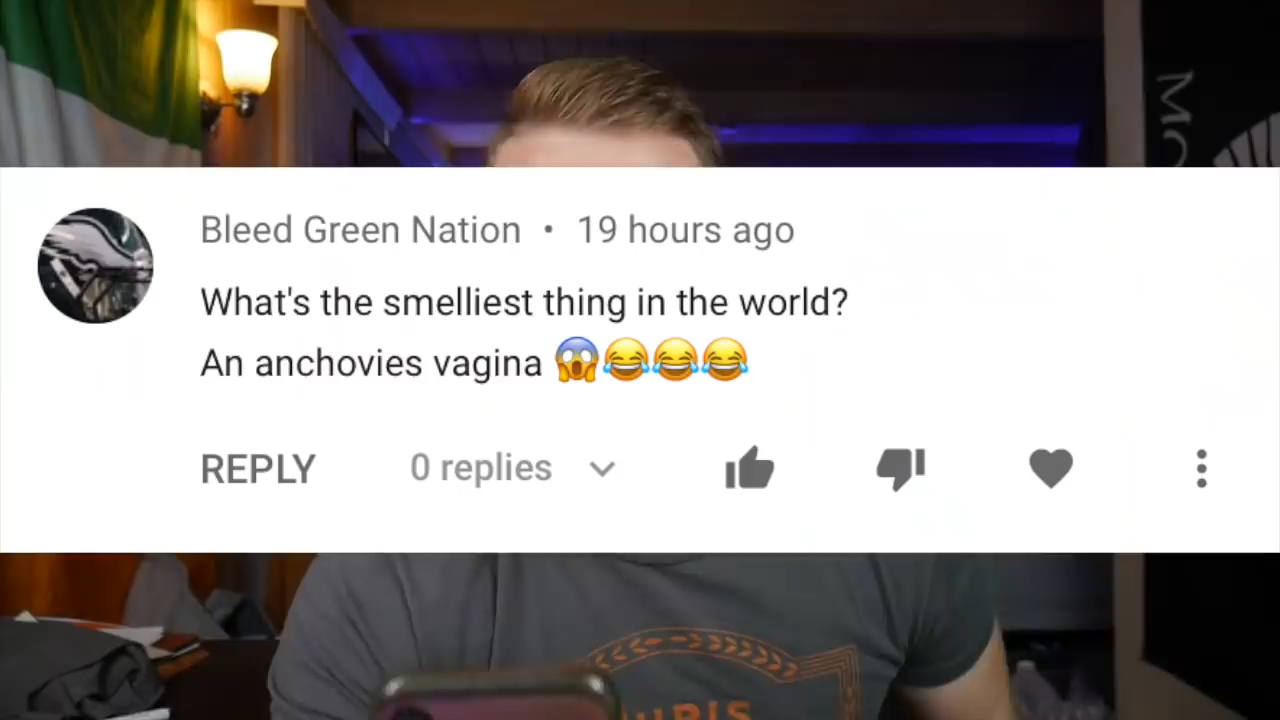 Bleed Green Nation • 19 hours ago
What's the smelliest thing in the world?
An anchovies vagina 😱😂😂😂
REPLY 0 replies